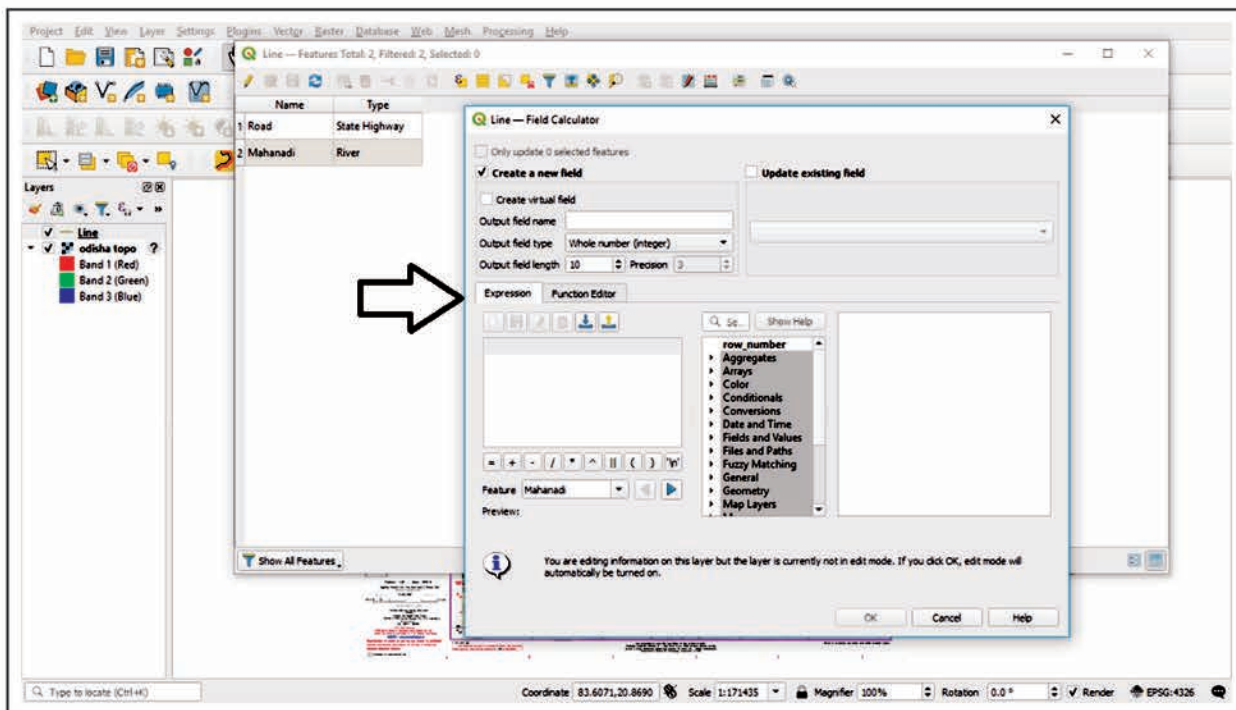 Project Edit View Layer Settings Plugins Vector Raster Database Web Mesh Processing Help
Line — Features Total: 2, Filtered: 2, Selected: 0
Name Type
1 Road State Highway
2 Mahanadi River
Layers
Line
odisha topo ?
Band 1 (Red)
Band 2 (Green)
Band 3 (Blue)
Line — Field Calculator
Only update 0 selected features
Create a new field
Update existing field
Create virtual field
Output field name
Output field type Whole number (integer)
Output field length 10 Precision 3
Expression Function Editor
Se... Show Help
row_number
Aggregates
Arrays
Color
Conditionals
Conversions
Date and Time
Fields and Values
Files and Paths
Fuzzy Matching
General
Geometry
Map Layers
= + - / * ^ || ( ) '\n'
Feature Mahanadi
Preview:
You are editing information on this layer but the layer is currently not in edit mode. If you click OK, edit mode will
automatically be turned on.
OK Cancel Help
Show All Features
Type to locate (Ctrl+K)
Coordinate 83.6071,20.8690 Scale 1:171435 Magnifier 100% Rotation 0.0 ° Render EPSG:4326